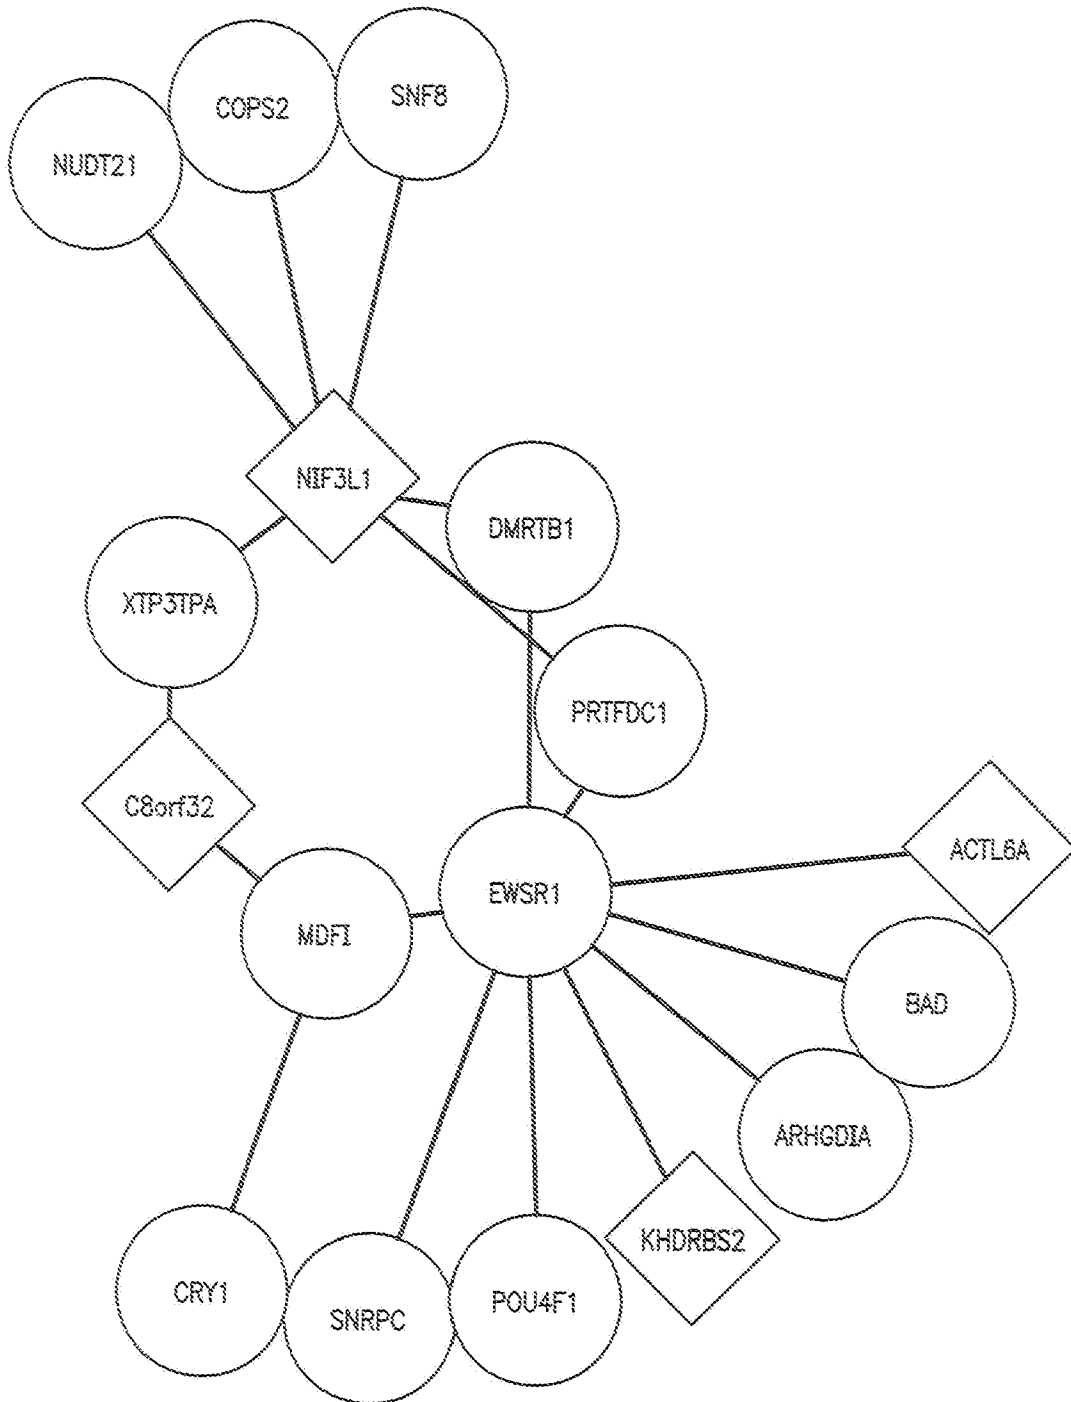 SNF8
COPS2
NUDT21
NIF3L1
DMRTB1
XTP3TPA
PRTFDC1
C8orf32
ACTL6A
EWSR1
MDFI
BAD
ARHGDIA
KHDRBS2
CRY1
POU4F1
SNRPC